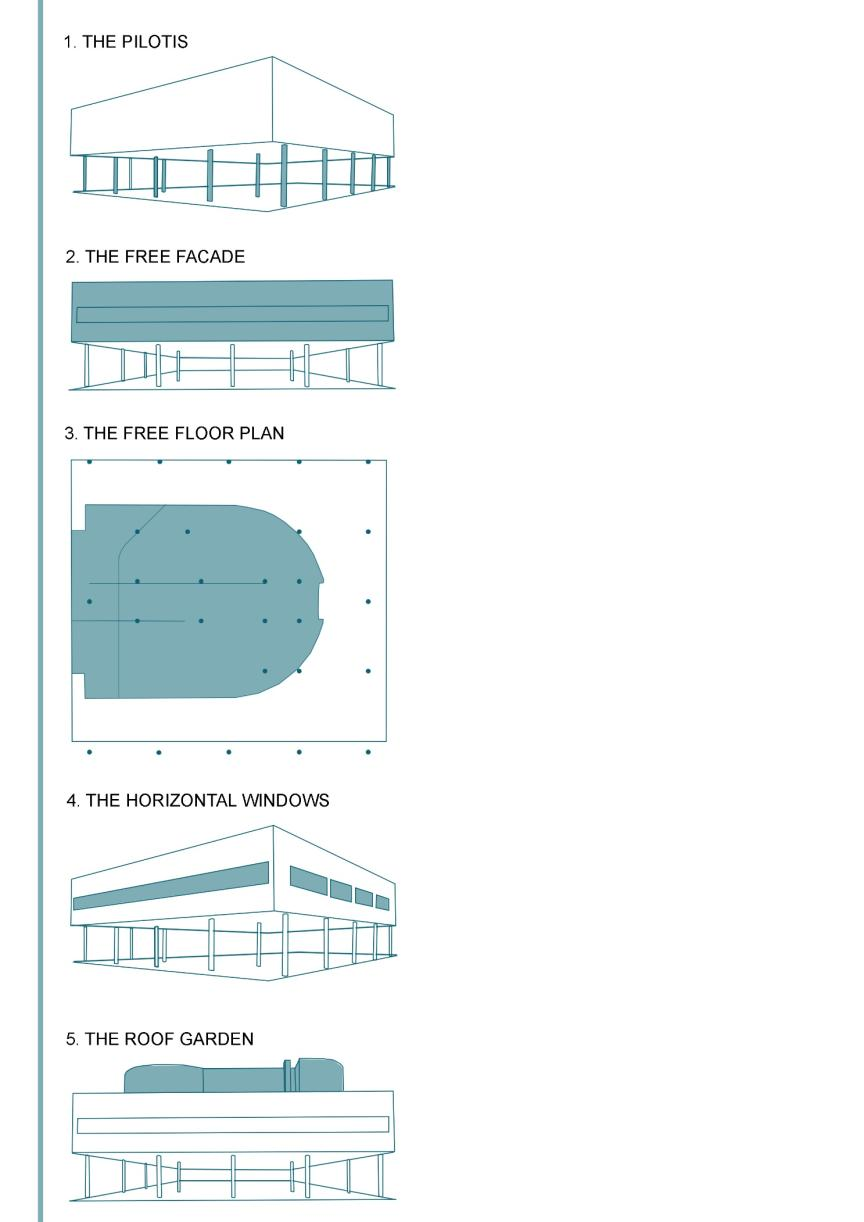 1. THE PILOTIS
2. THE FREE FACADE
3. THE FREE FLOOR PLAN
4. THE HORIZONTAL WINDOWS
5. THE ROOF GARDEN